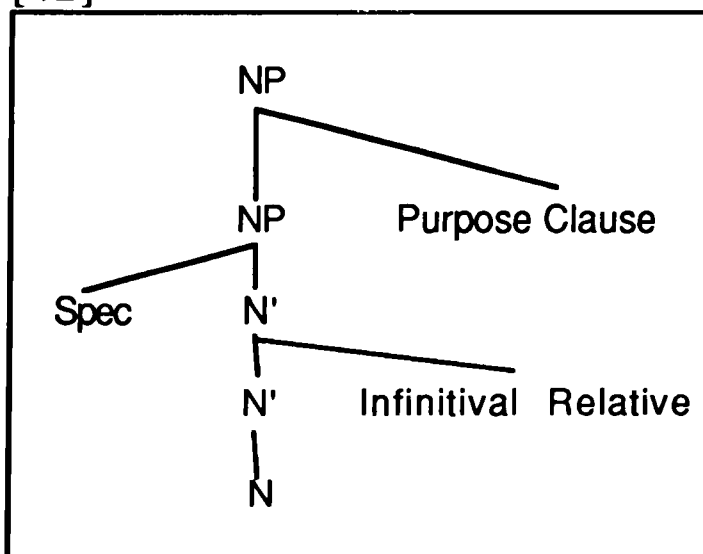 NP
NP Purpose Clause
Spec N'
N' Infinitival Relative
N